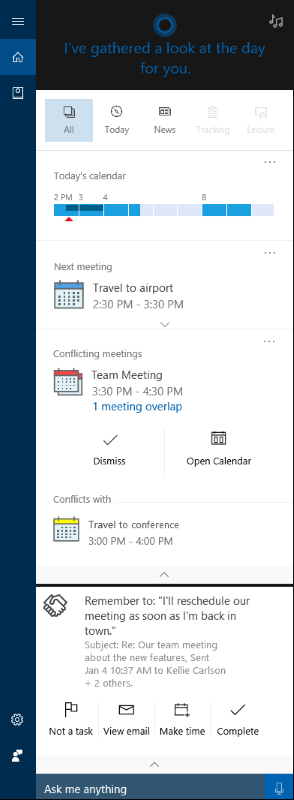 I've gathered a look at the day
for you.
All
Today
News
Tracking
Leisure
Today's calendar
2 PM 3 4 8
Next meeting
Travel to airport
2:30 PM - 3:30 PM
Conflicting meetings
Team Meeting
3:30 PM - 4:30 PM
1 meeting overlap
Dismiss
Open Calendar
Conflicts with
Travel to conference
3:00 PM - 4:00 PM
Remember to: "I'll reschedule our
meeting as soon as I'm back in
town."
Subject: Re: Our team meeting
about the new features, Sent
Jan 4 10:37 AM to Kellie Carlson
+ 2 others.
Not a task
View email
Make time
Complete
Ask me anything